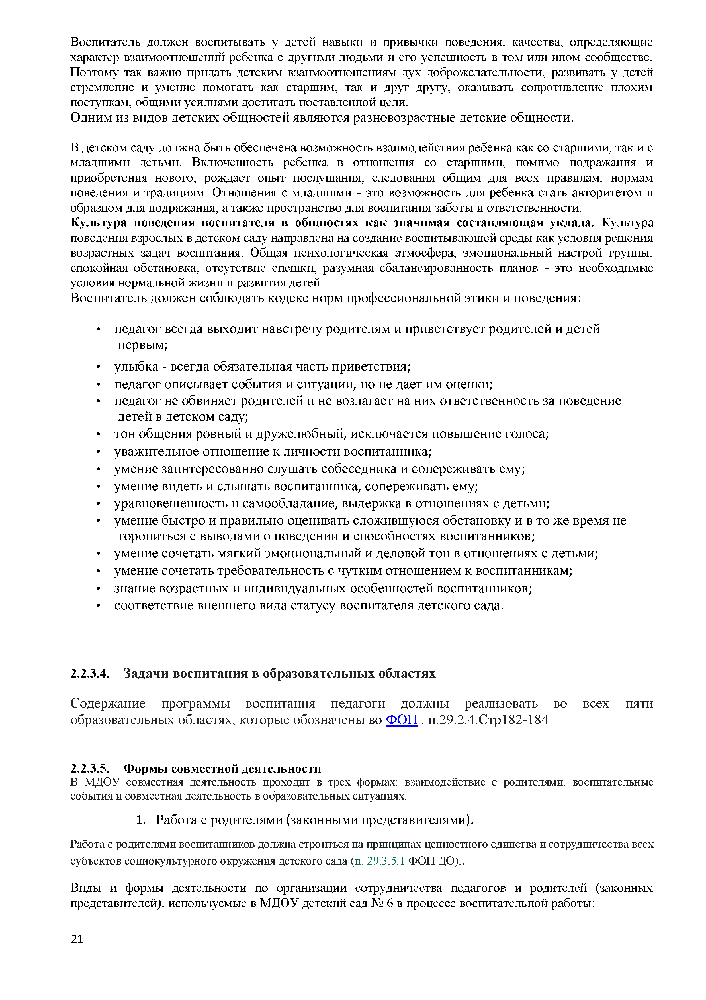 Воспитатель должен воспитывать у детей навыки и привычки поведения, качества, определяющие
характер взаимоотношений ребенка с другими людьми и его успешность в том или ином сообществе.
Поэтому так важно придать детским взаимоотношениям дух доброжелательности, развивать у детей
стремление и умение помогать как старшим, так и друг другу, оказывать сопротивление плохим
поступкам, общими усилиями достигать поставленной цели.
Одним из видов детских общностей являются разновозрастные детские общности.
В детском саду должна быть обеспечена возможность взаимодействия ребенка как со старшими, так и с
младшими детьми. Включенность ребенка в отношения со старшими, помимо подражания и
приобретения нового, рождает опыт послушания, следования общим для всех правилам, нормам
поведения и традициям. Отношения с младшими - это возможность для ребенка стать авторитетом и
образцом для подражания, а также пространство для воспитания заботы и ответственности.
Культура поведения воспитателя в общностях как значимая составляющая уклада. Культура
поведения взрослых в детском саду направлена на создание воспитывающей среды как условия решения
возрастных задач воспитания. Общая психологическая атмосфера, эмоциональный настрой группы,
спокойная обстановка, отсутствие спешки, разумная сбалансированность планов - это необходимые
условия нормальной жизни и развития детей.
Воспитатель должен соблюдать кодекс норм профессиональной этики и поведения:
• педагог всегда выходит навстречу родителям и приветствует родителей и детей
первым;
• улыбка - всегда обязательная часть приветствия;
• педагог описывает события и ситуации, но не дает им оценки;
• педагог не обвиняет родителей и не возлагает на них ответственность за поведение
детей в детском саду;
• тон общения ровный и дружелюбный, исключается повышение голоса;
• уважительное отношение к личности воспитанника;
• умение заинтересованно слушать собеседника и сопереживать ему;
• умение видеть и слышать воспитанника, сопереживать ему;
• уравновешенность и самообладание, выдержка в отношениях с детьми;
• умение быстро и правильно оценивать сложившуюся обстановку и в то же время не
торопиться с выводами о поведении и способностях воспитанников;
• умение сочетать мягкий эмоциональный и деловой тон в отношениях с детьми;
• умение сочетать требовательность с чутким отношением к воспитанникам;
• знание возрастных и индивидуальных особенностей воспитанников;
• соответствие внешнего вида статусу воспитателя детского сада.
2.2.3.4. Задачи воспитания в образовательных областях
Содержание программы воспитания педагоги должны реализовать во всех пяти
образовательных областях, которые обозначены во ФОП . п.29.2.4.Стр182-184
2.2.3.5. Формы совместной деятельности
В МДОУ совместная деятельность проходит в трех формах: взаимодействие с родителями, воспитательные
события и совместная деятельность в образовательных ситуациях.
1. Работа с родителями (законными представителями).
Работа с родителями воспитанников должна строиться на принципах ценностного единства и сотрудничества всех
субъектов социокультурного окружения детского сада (п. 29.3.5.1 ФОП ДО)..
Виды и формы деятельности по организации сотрудничества педагогов и родителей (законных
представителей), используемые в МДОУ детский сад № 6 в процессе воспитательной работы:
21